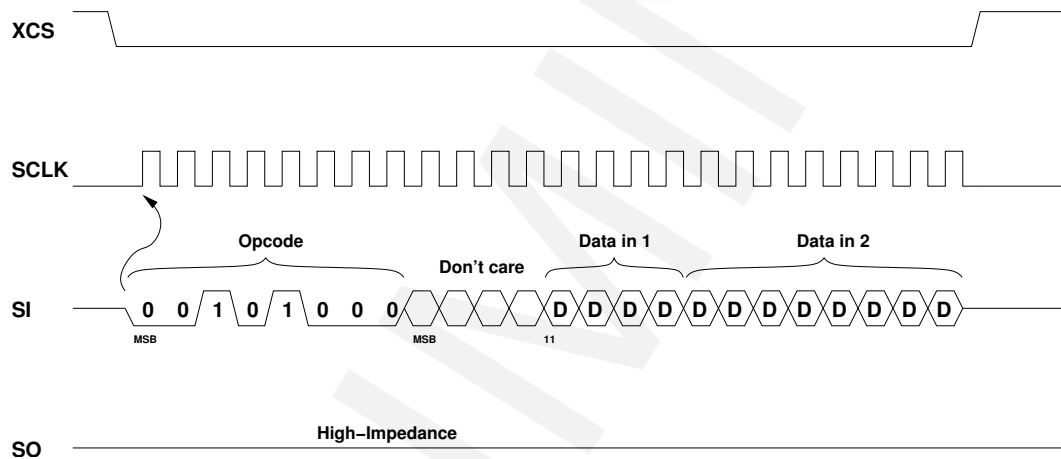 XCS
SCLK
Opcode
Don't care
Data in 1
Data in 2
SI
0 0 1 0 1 0 0 0 D D D D D D D D D D D D
MSB
MSB
11
High-Impedance
SO